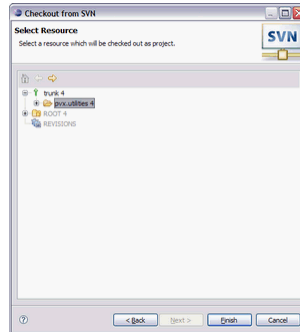 Checkout from SVN
Select Resource
Select a resource which will be checked out as project.
SVN
trunk 4
pvx.utilities 4
ROOT 4
REVISIONS
< Back
Next >
Finish
Cancel